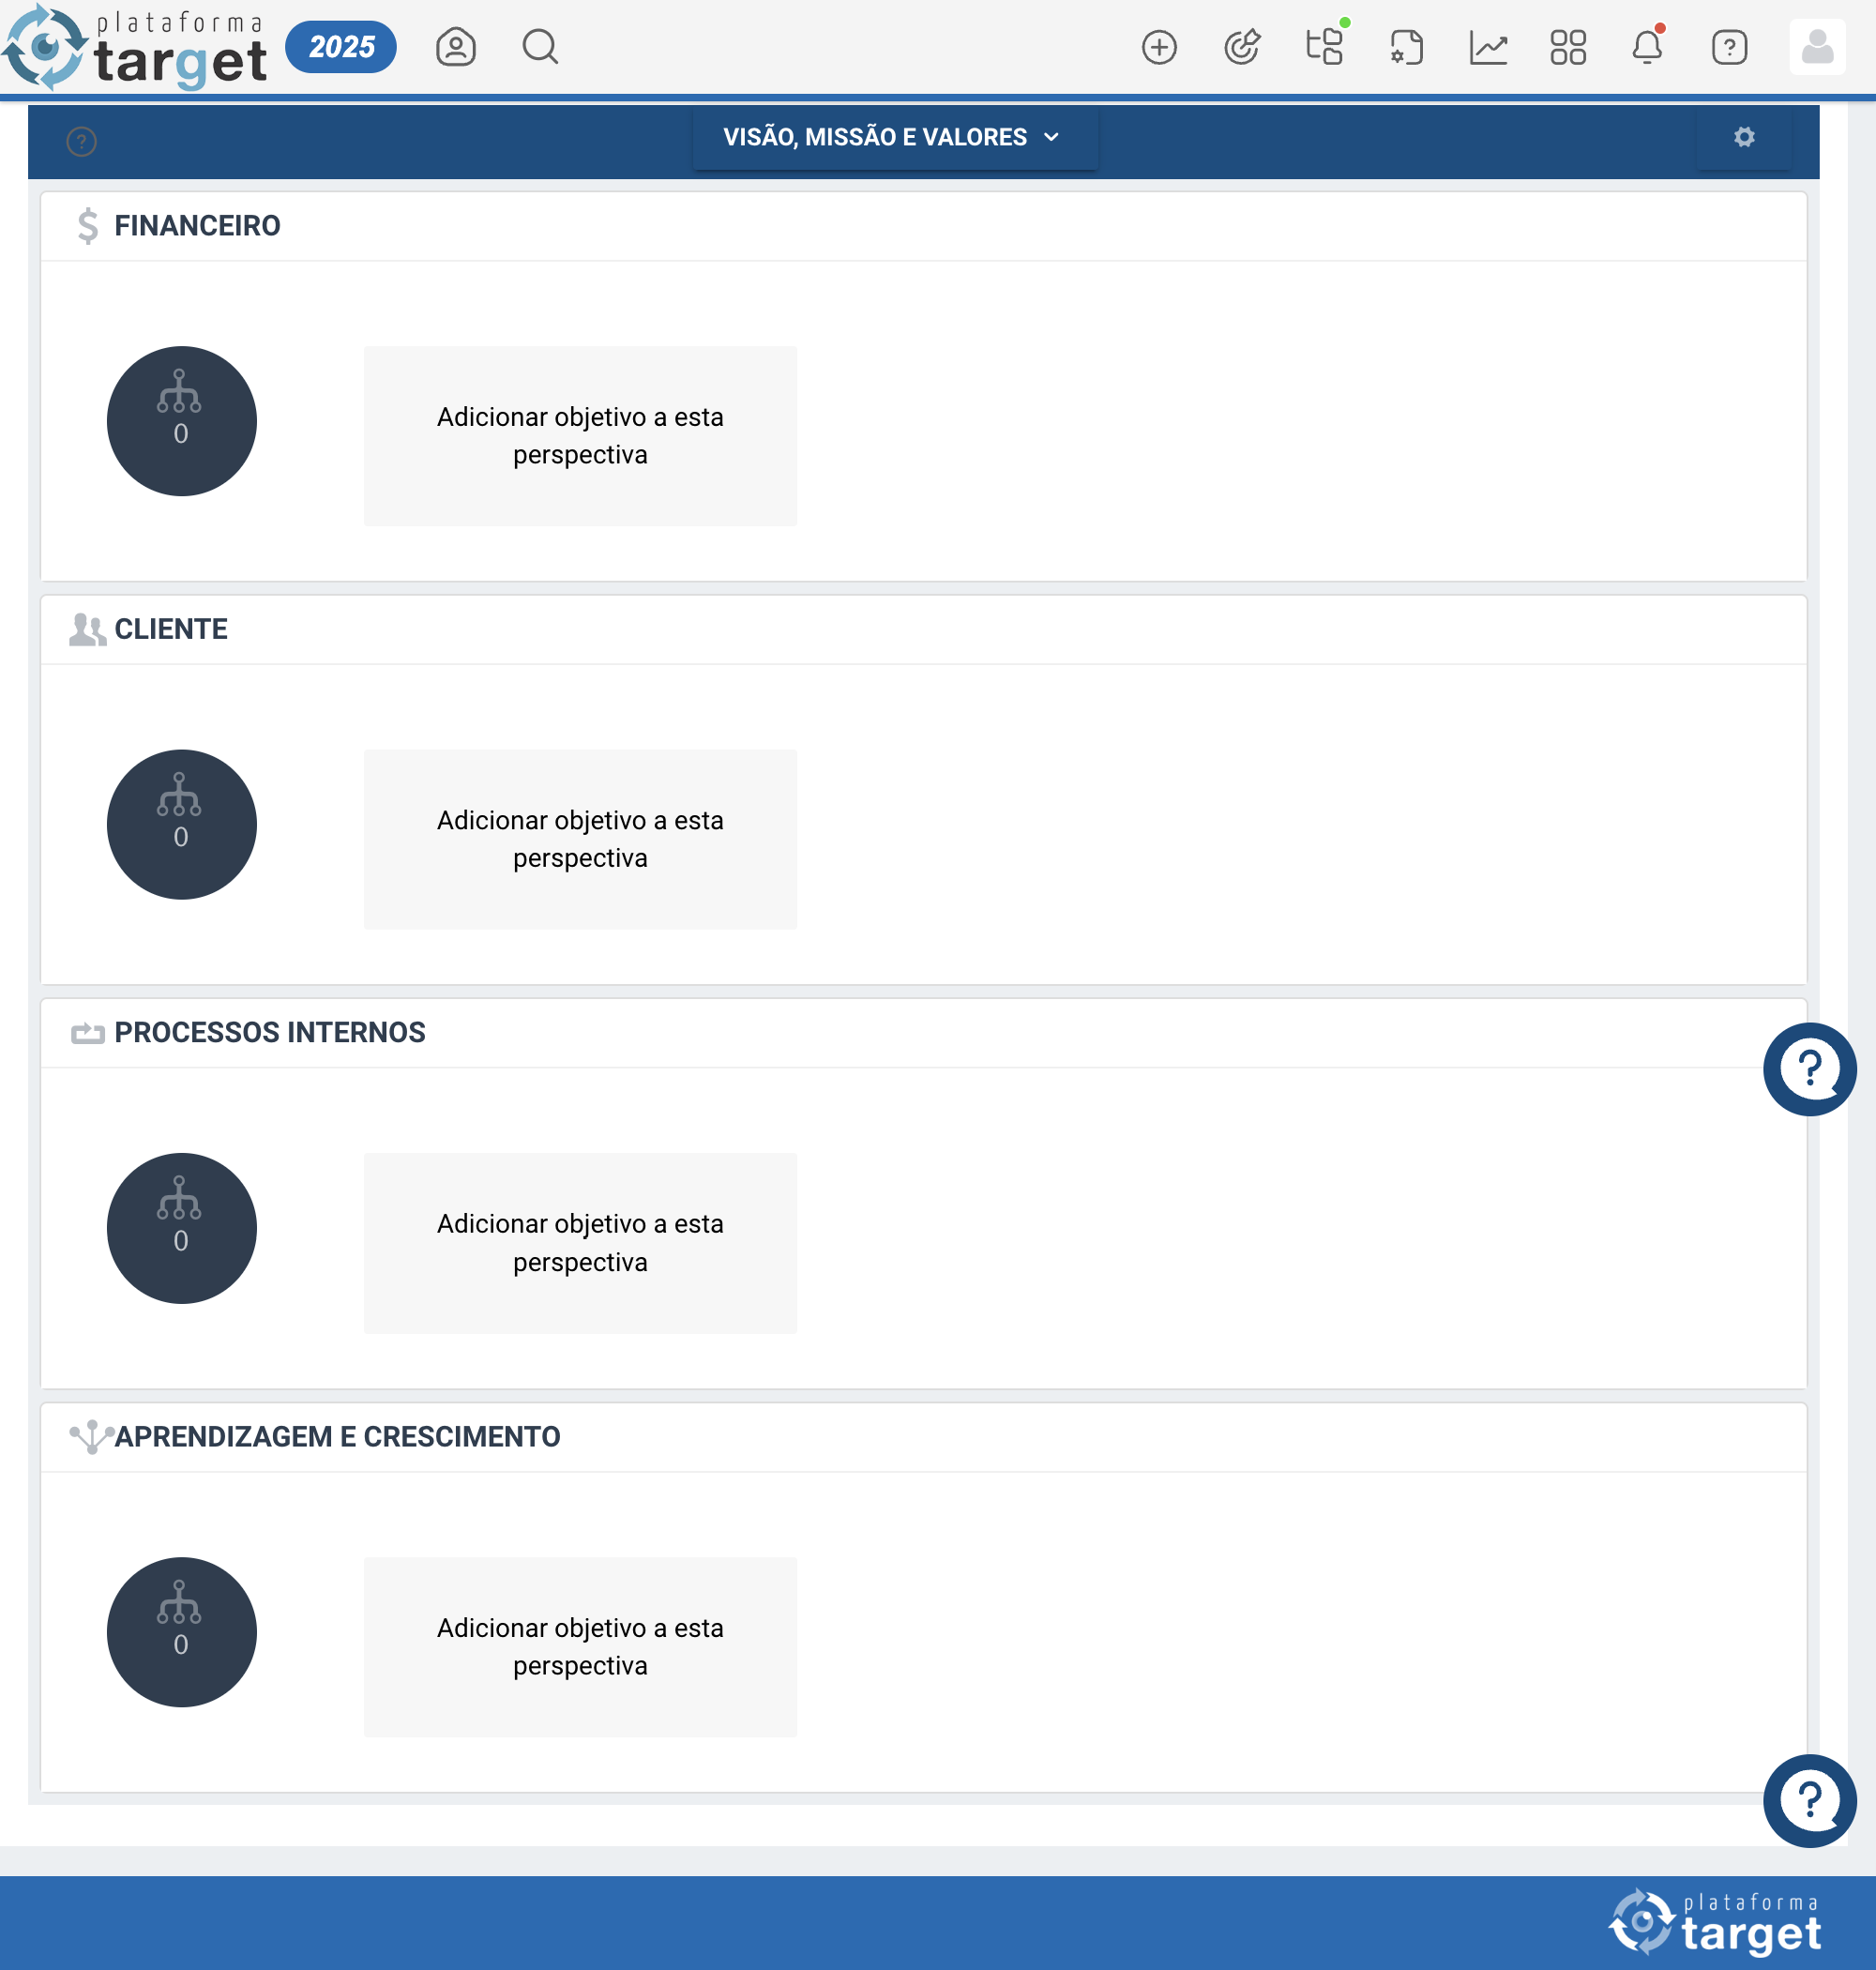 plataforma
target
2025
VISÃO, MISSÃO E VALORES
FINANCEIRO
0
Adicionar objetivo a esta
perspectiva
CLIENTE
0
Adicionar objetivo a esta
perspectiva
PROCESSOS INTERNOS
0
Adicionar objetivo a esta
perspectiva
APRENDIZAGEM E CRESCIMENTO
0
Adicionar objetivo a esta
perspectiva
plataforma
target